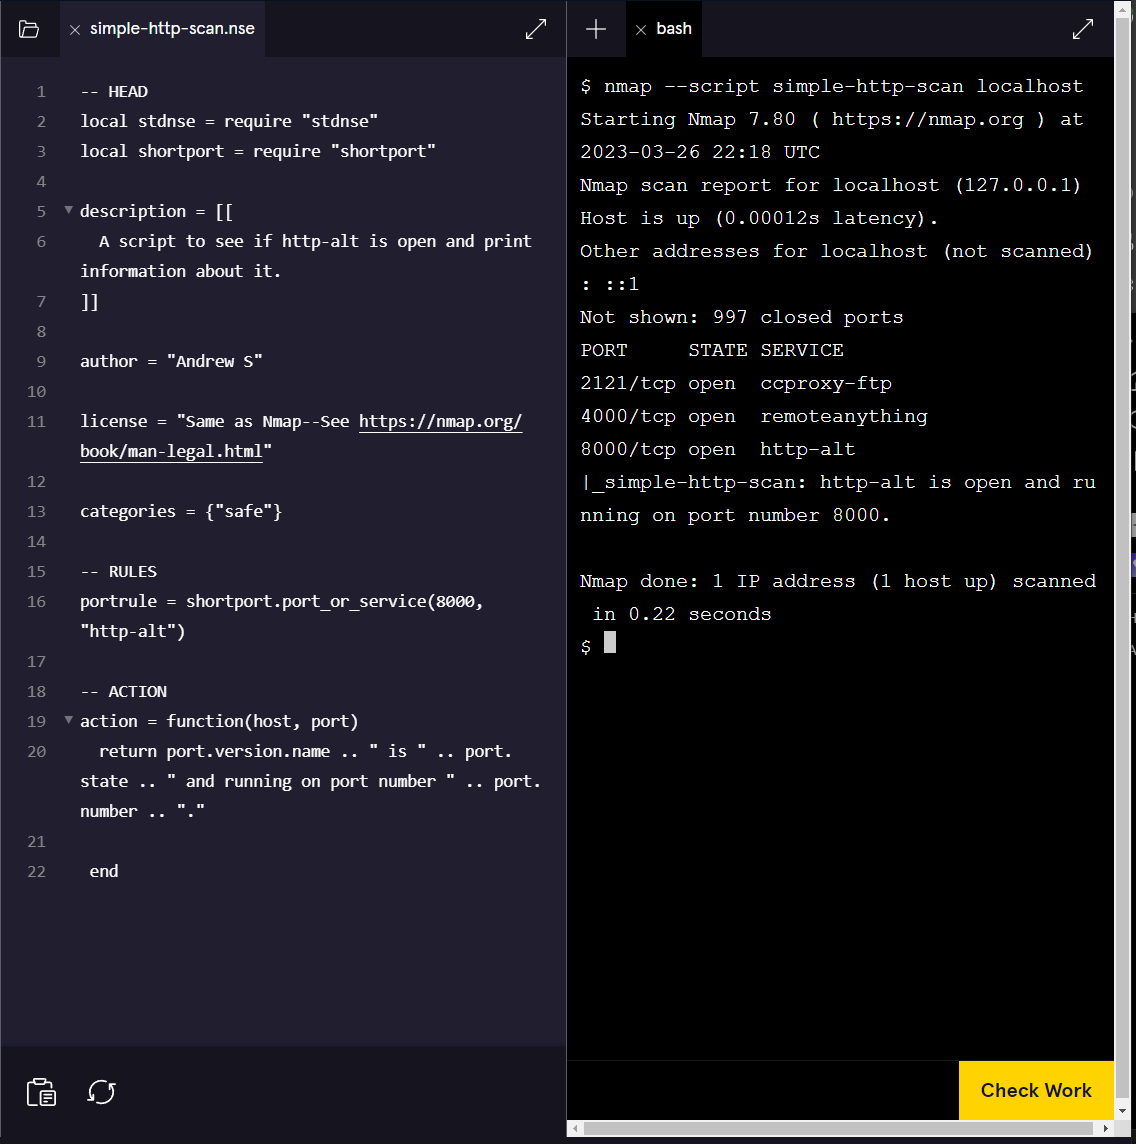 simple-http-scan.nse
1 -- HEAD
2 local stdnse = require "stdnse"
3 local shortport = require "shortport"
4
5 description = [[
6 A script to see if http-alt is open and print
information about it.
7 ]]
8
9 author = "Andrew S"
10
11 license = "Same as Nmap--See https://nmap.org/
book/man-legal.html"
12
13 categories = {"safe"}
14
15 -- RULES
16 portrule = shortport.port_or_service(8000,
"http-alt")
17
18 -- ACTION
19 action = function(host, port)
20 return port.version.name .. " is " .. port.
state .. " and running on port number " .. port.
number .. "."
21
22 end
bash
$ nmap --script simple-http-scan localhost
Starting Nmap 7.80 ( https://nmap.org ) at
2023-03-26 22:18 UTC
Nmap scan report for localhost (127.0.0.1)
Host is up (0.00012s latency).
Other addresses for localhost (not scanned)
: ::1
Not shown: 997 closed ports
PORT     STATE SERVICE
2121/tcp open  ccproxy-ftp
4000/tcp open  remoteanything
8000/tcp open  http-alt
|_simple-http-scan: http-alt is open and ru
nning on port number 8000.

Nmap done: 1 IP address (1 host up) scanned
 in 0.22 seconds
$
Check Work